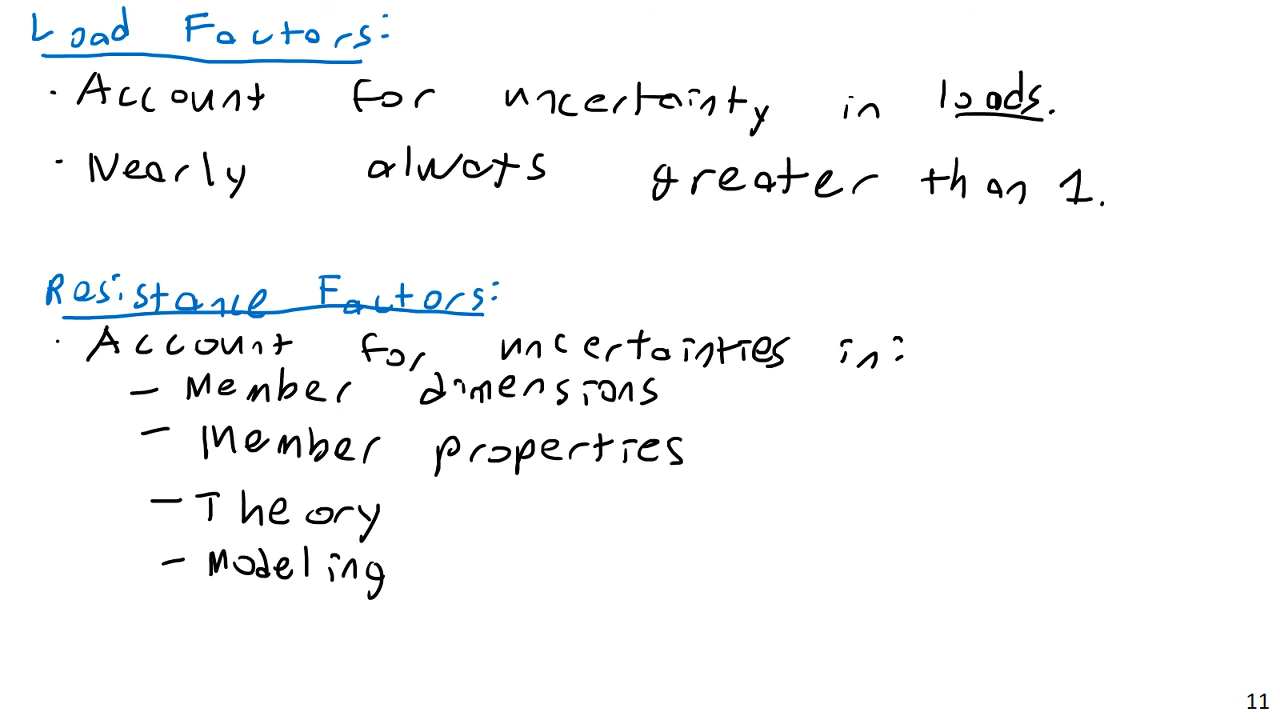 Load Factors:
· Account for uncertainty in loads.
· Nearly always greater than 1.
Resistance Factors:
· Account for uncertainties in:
- Member dimensions
- Member properties
- Theory
- Modeling
11